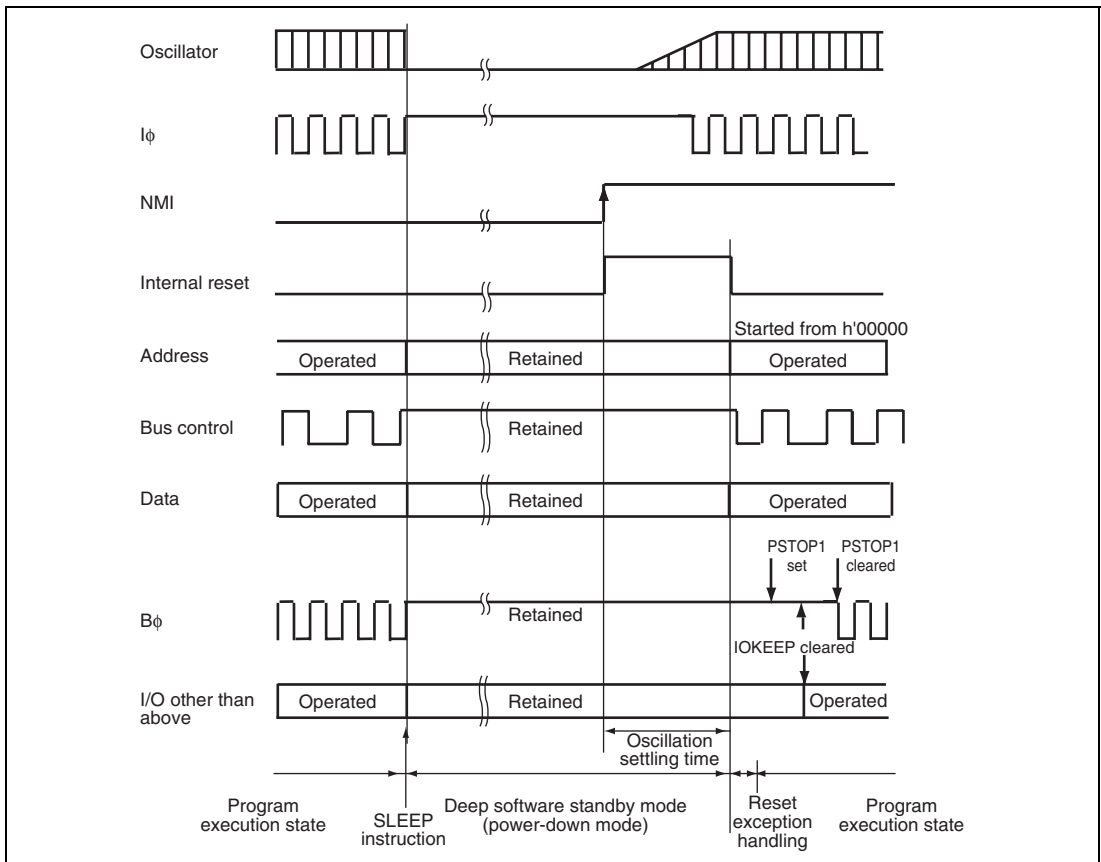 Oscillator
Iϕ
NMI
Internal reset
Started from h'00000
Address
Operated
Retained
Operated
Bus control
Retained
Data
Operated
Retained
Operated
PSTOP1
set
PSTOP1
cleared
Bϕ
Retained
IOKEEP cleared
I/O other than
above
Operated
Retained
Operated
Oscillation
settling time
Program
execution state
SLEEP
instruction
Deep software standby mode
(power-down mode)
Reset
exception
handling
Program
execution state